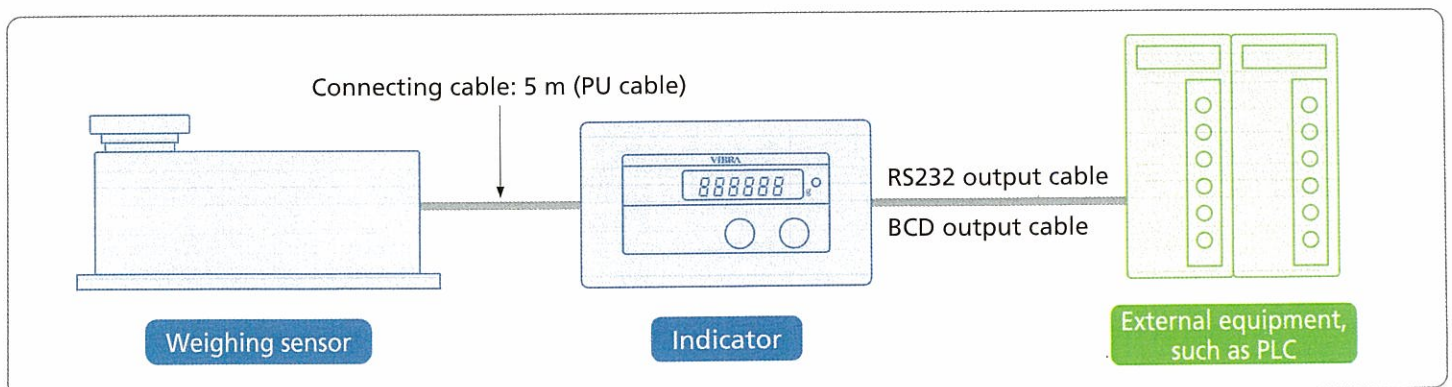 Connecting cable: 5 m (PU cable)
ViBRA
888888
g
RS232 output cable
BCD output cable
Weighing sensor
Indicator
External equipment,
such as PLC